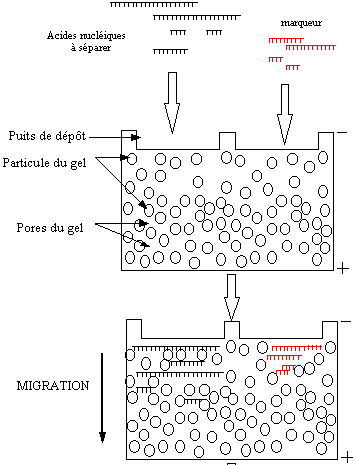 Acides nucléiques
à séparer
marqueur
Puits de dépôt
−
Particule du gel
Pores du gel
+
−
MIGRATION
+